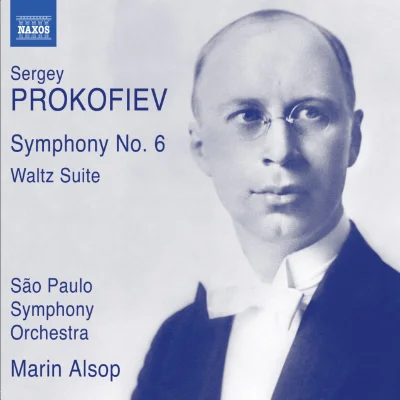 NAXOS
Sergey
PROKOFIEV
Symphony No. 6
Waltz Suite
São Paulo
Symphony
Orchestra
Marin Alsop